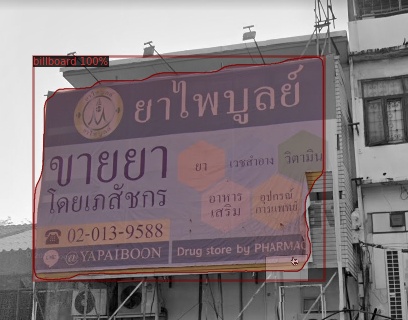 billboard 100%
ยาไพบูลย์
ขายยา
โดยเภสัชกร
ยา
เวชสำอาง
วิตามิน
อาหาร
เสริม
อุปกรณ์
การแพทย์
02-013-9588
@YAPAIBOON
Drug store by PHARMA